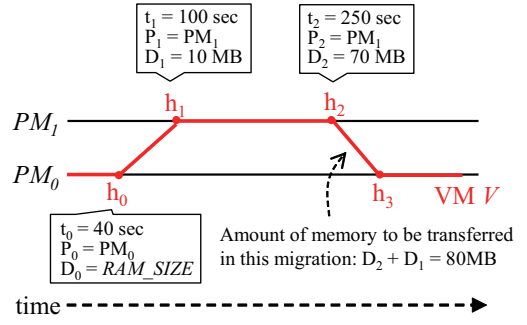 t₁ = 100 sec
P₁ = PM₁
D₁ = 10 MB
t₂ = 250 sec
P₂ = PM₁
D₂ = 70 MB
h₁
h₂
PM₁
PM₀
h₀
h₃
VM V
t₀ = 40 sec
P₀ = PM₀
D₀ = RAM_SIZE
Amount of memory to be transferred
in this migration: D₂ + D₁ = 80MB
time